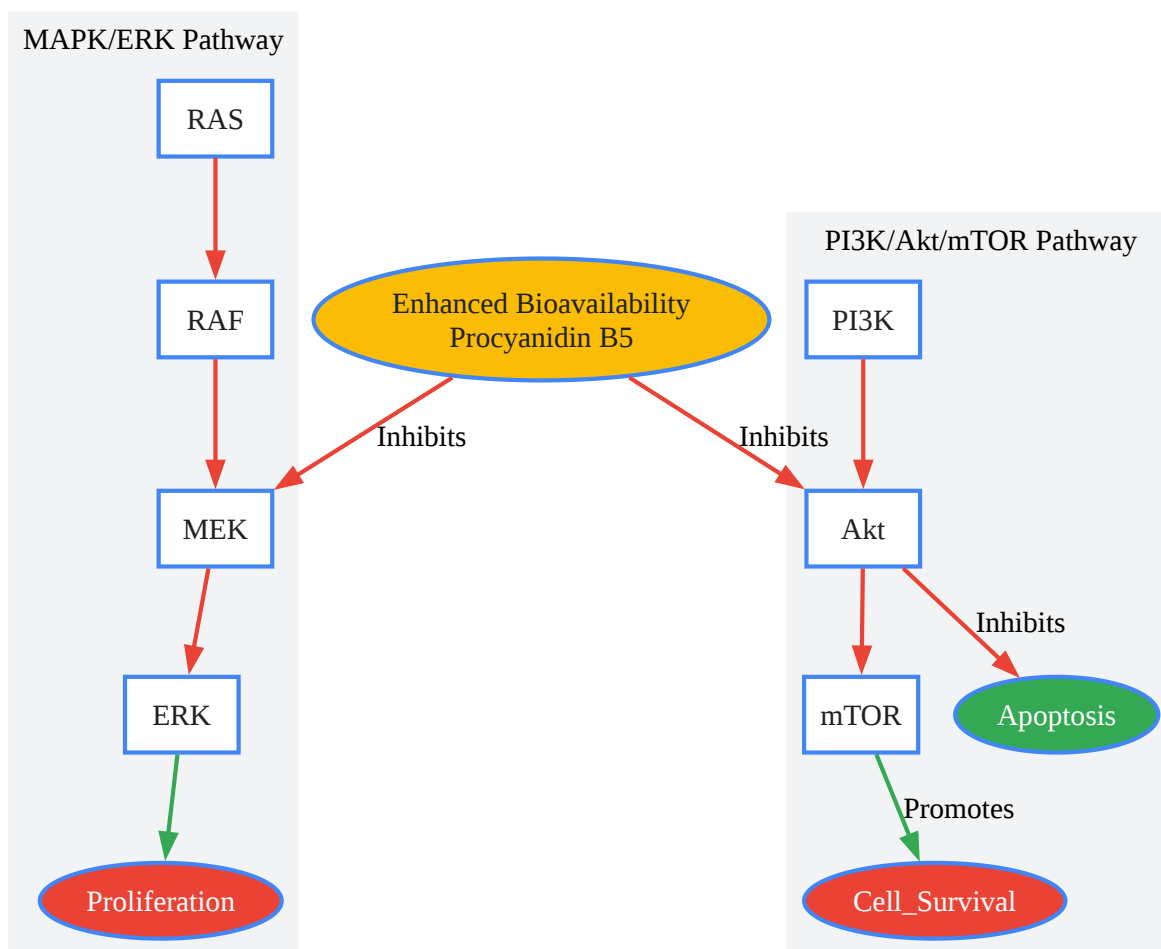 MAPK/ERK Pathway
RAS
RAF
MEK
ERK
Proliferation
Enhanced Bioavailability
Procyanidin B5
Inhibits
Inhibits
PI3K/Akt/mTOR Pathway
PI3K
Akt
Inhibits
mTOR
Apoptosis
Promotes
Cell_Survival